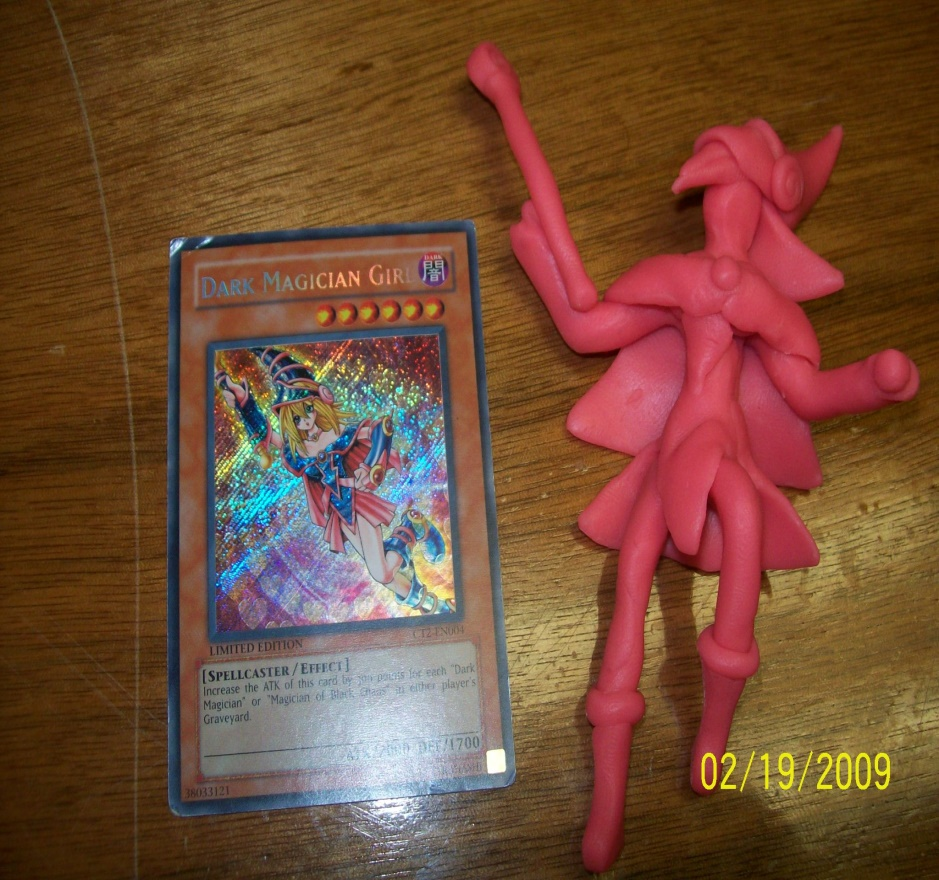 Dark Magician Girl
DARK
闇
LIMITED EDITION
CT2-EN004
[Spellcaster/Effect]
Increase the ATK of this card by 300 points for each "Dark
Magician" or "Magician of Black Chaos" in either player's
Graveyard.
ATK/2000 DEF/1700
38033121
02/19/2009